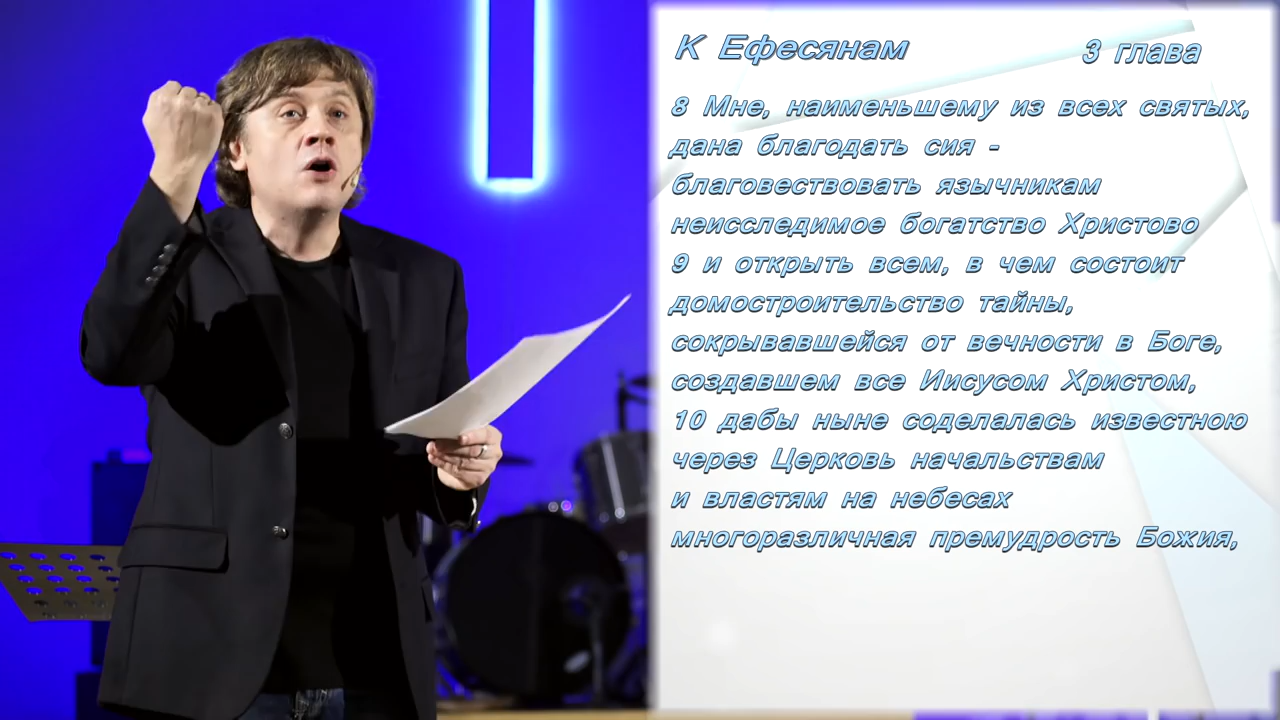 К Ефесянам 3 глава
8 Мне, наименьшему из всех святых,
дана благодать сия -
благовествовать язычникам
неисследимое богатство Христово
9 и открыть всем, в чем состоит
домостроительство тайны,
сокрывавшейся от вечности в Боге,
создавшем все Иисусом Христом,
10 дабы ныне соделалась известною
через Церковь начальствам
и властям на небесах
многоразличная премудрость Божия,